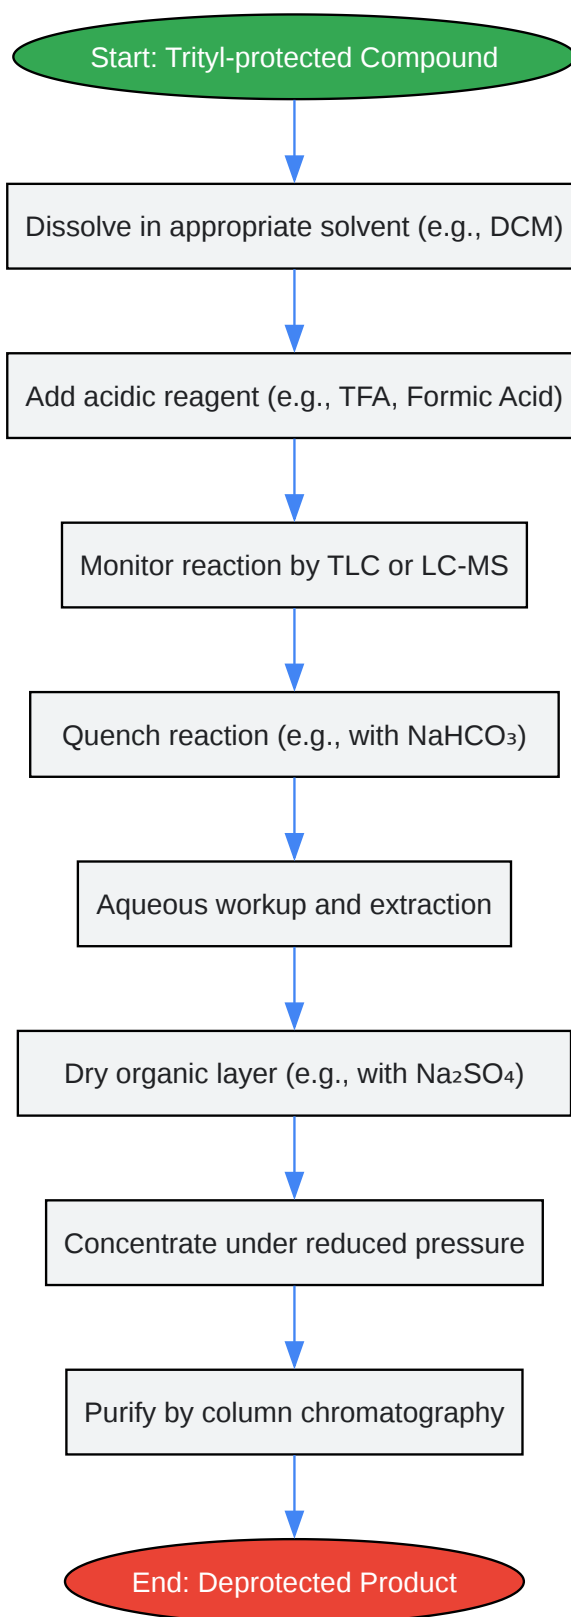 Start: Trityl-protected Compound
Dissolve in appropriate solvent (e.g., DCM)
Add acidic reagent (e.g., TFA, Formic Acid)
Monitor reaction by TLC or LC-MS
Quench reaction (e.g., with NaHCO₃)
Aqueous workup and extraction
Dry organic layer (e.g., with Na₂SO₄)
Concentrate under reduced pressure
Purify by column chromatography
End: Deprotected Product